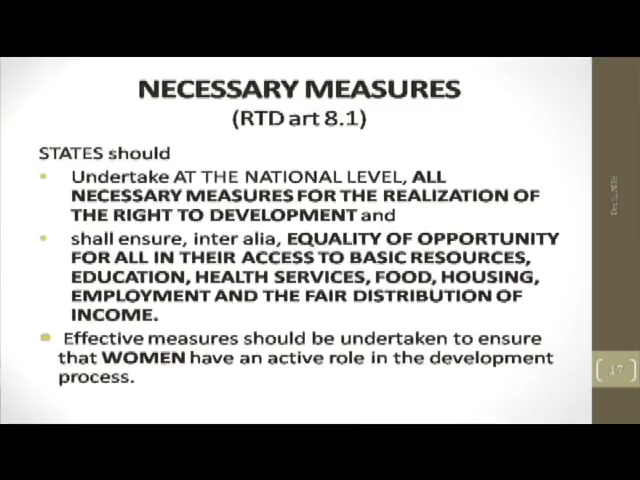 NECESSARY MEASURES
(RTD art 8.1)
STATES should
Undertake AT THE NATIONAL LEVEL, ALL
NECESSARY MEASURES FOR THE REALIZATION OF
THE RIGHT TO DEVELOPMENT and
shall ensure, inter alia, EQUALITY OF OPPORTUNITY
FOR ALL IN THEIR ACCESS TO BASIC RESOURCES,
EDUCATION, HEALTH SERVICES, FOOD, HOUSING,
EMPLOYMENT AND THE FAIR DISTRIBUTION OF
INCOME.
Effective measures should be undertaken to ensure
that WOMEN have an active role in the development
process.
17